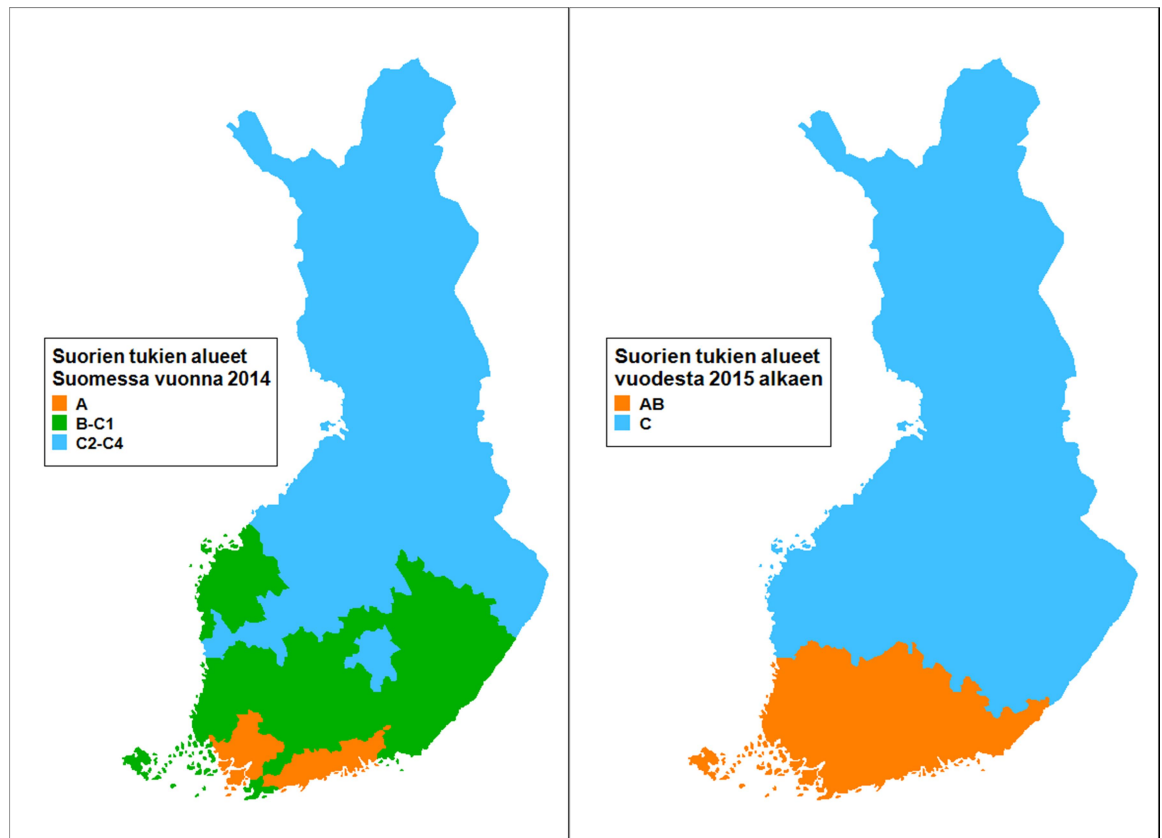 Suorien tukien alueet
Suomessa vuonna 2014
A
B-C1
C2-C4
Suorien tukien alueet
vuodesta 2015 alkaen
AB
C